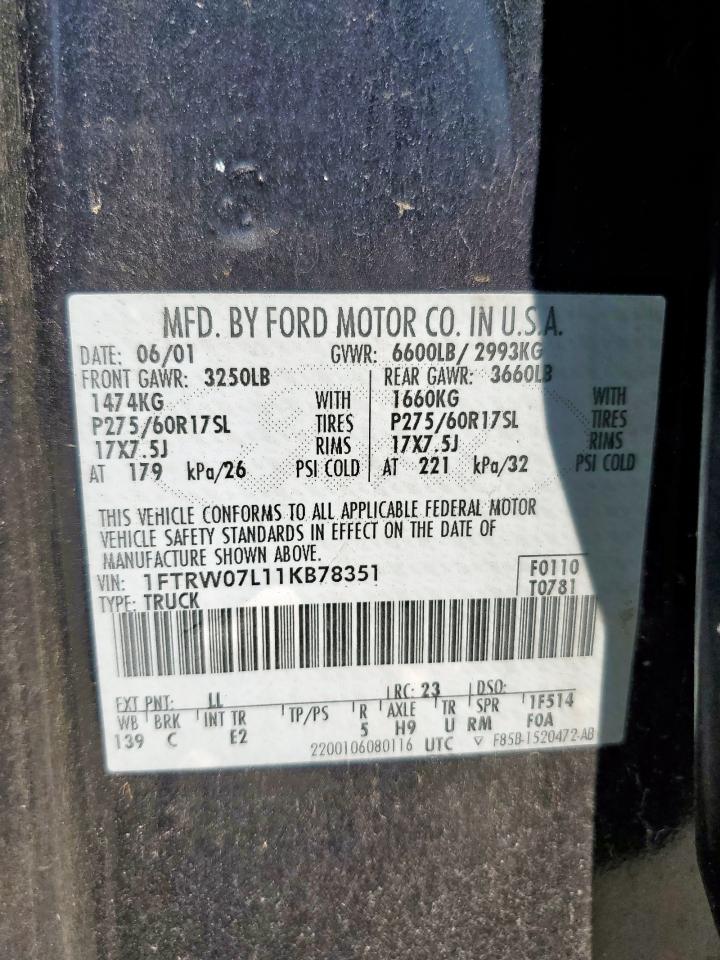 MFD. BY FORD MOTOR CO. IN U.S.A.
DATE: 06/01 GVWR: 6600LB/ 2993KG
FRONT GAWR: 3250LB REAR GAWR: 3660LB
1474KG WITH 1660KG WITH
P275/60R17SL TIRES P275/60R17SL TIRES
17X7.5J RIMS 17X7.5J RIMS
AT 179 kPa/26 PSI COLD AT 221 kPa/32 PSI COLD
THIS VEHICLE CONFORMS TO ALL APPLICABLE FEDERAL MOTOR
VEHICLE SAFETY STANDARDS IN EFFECT ON THE DATE OF
MANUFACTURE SHOWN ABOVE.
VIN: 1FTRW07L11KB78351 F0110
TYPE: TRUCK T0781
EXT PNT: LL RC: 23 DSO:
WB BRK INT TR TP/PS R AXLE TR SPR 1F514
139 C E2 5 H9 U RM F0A
2200106080116 UTC ▽ F85B-1520472-AB